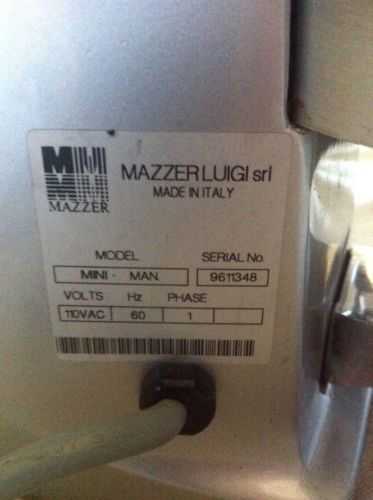 MAZZER
MAZZER LUIGI srl
MADE IN ITALY
MODEL SERIAL No.
MINI - MAN. 9611348
VOLTS Hz PHASE
110VAC 60 1